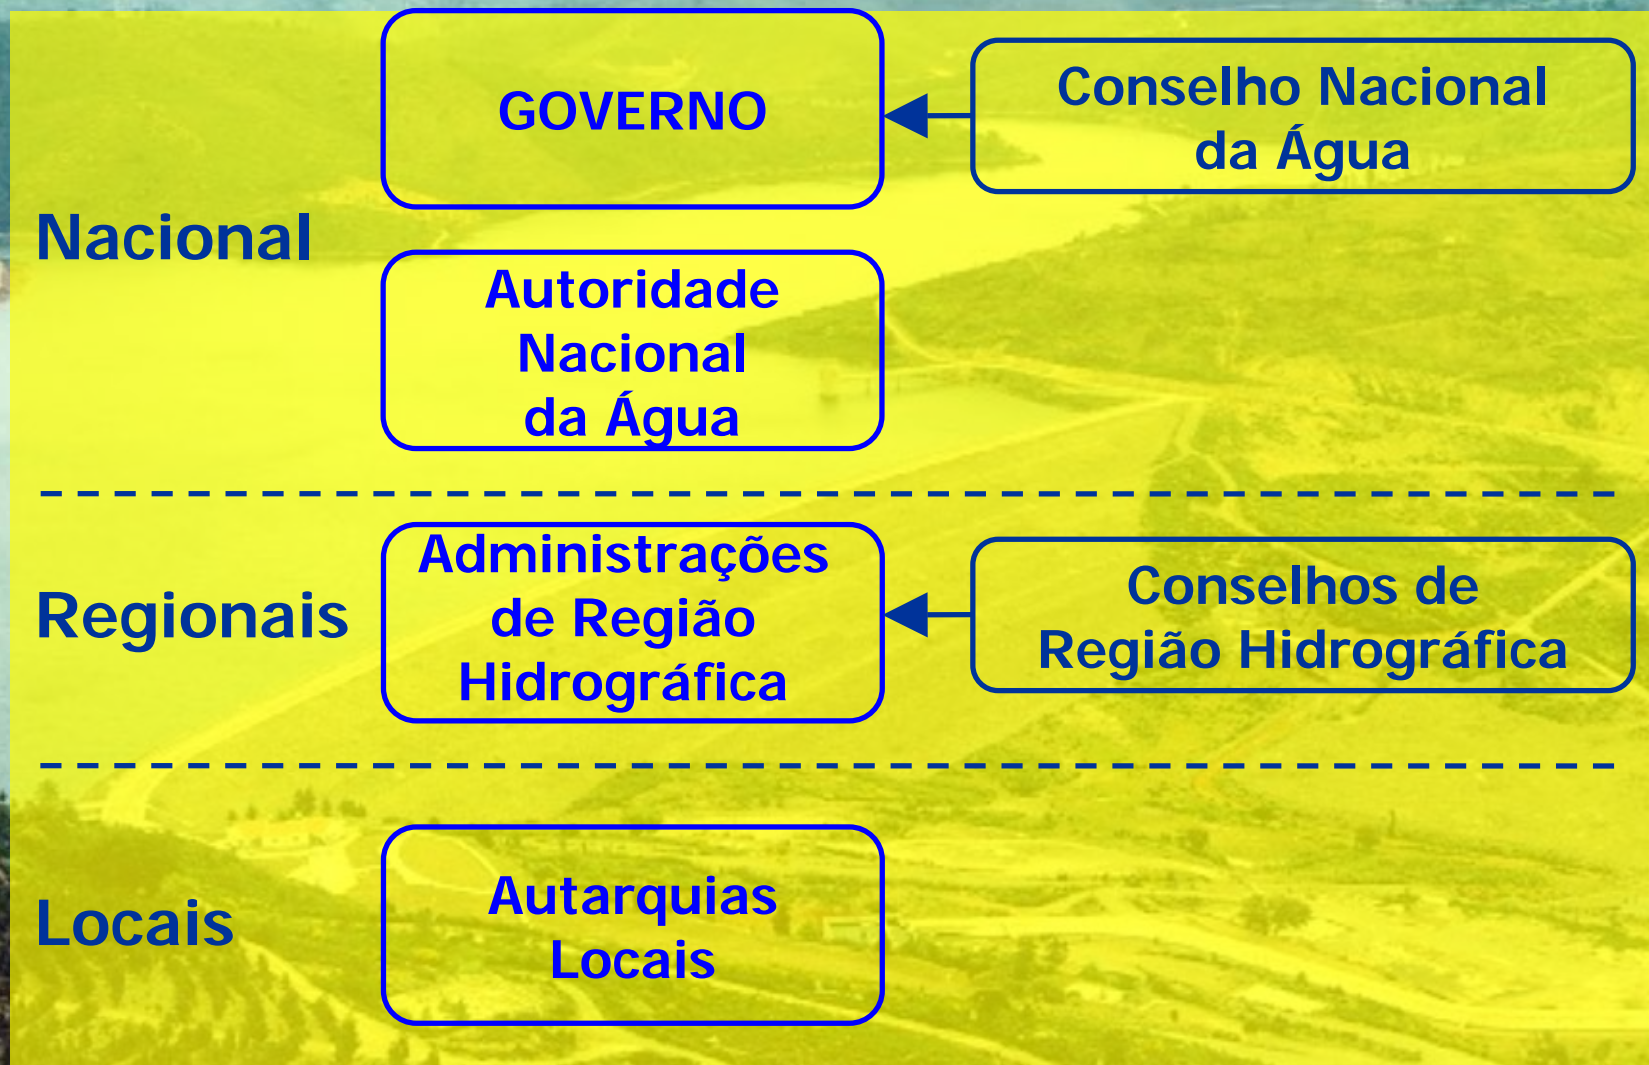 GOVERNO
Conselho Nacional
da Água
Nacional
Autoridade
Nacional
da Água
Regionais
Administrações
de Região
Hidrográfica
Conselhos de
Região Hidrográfica
Locais
Autarquias
Locais